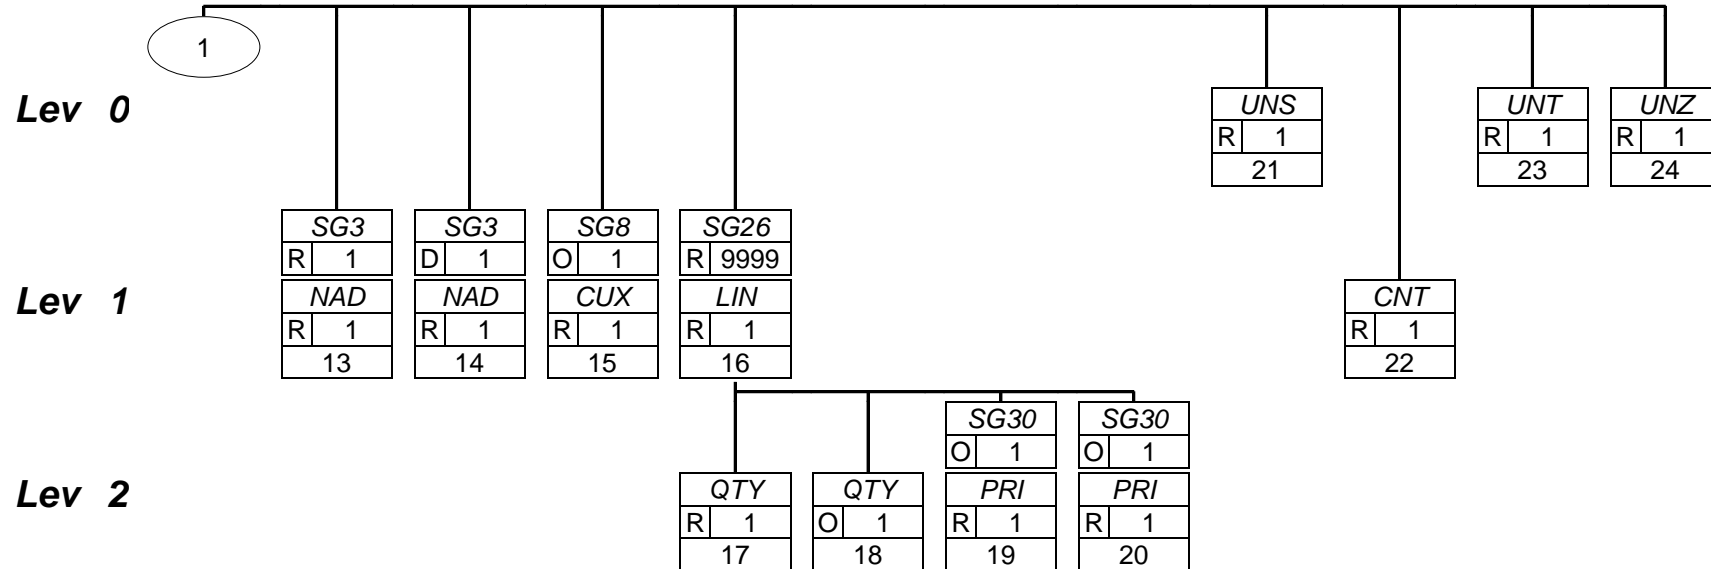 1
Lev 0
UNS UNT UNZ
R 1 R 1 R 1
21 23 24
SG3 SG3 SG8 SG26
R 1 D 1 O 1 R 9999
Lev 1
NAD NAD CUX LIN CNT
R 1 R 1 R 1 R 1 R 1
13 14 15 16 22
SG30 SG30
O 1 O 1
Lev 2
QTY QTY PRI PRI
R 1 O 1 R 1 R 1
17 18 19 20